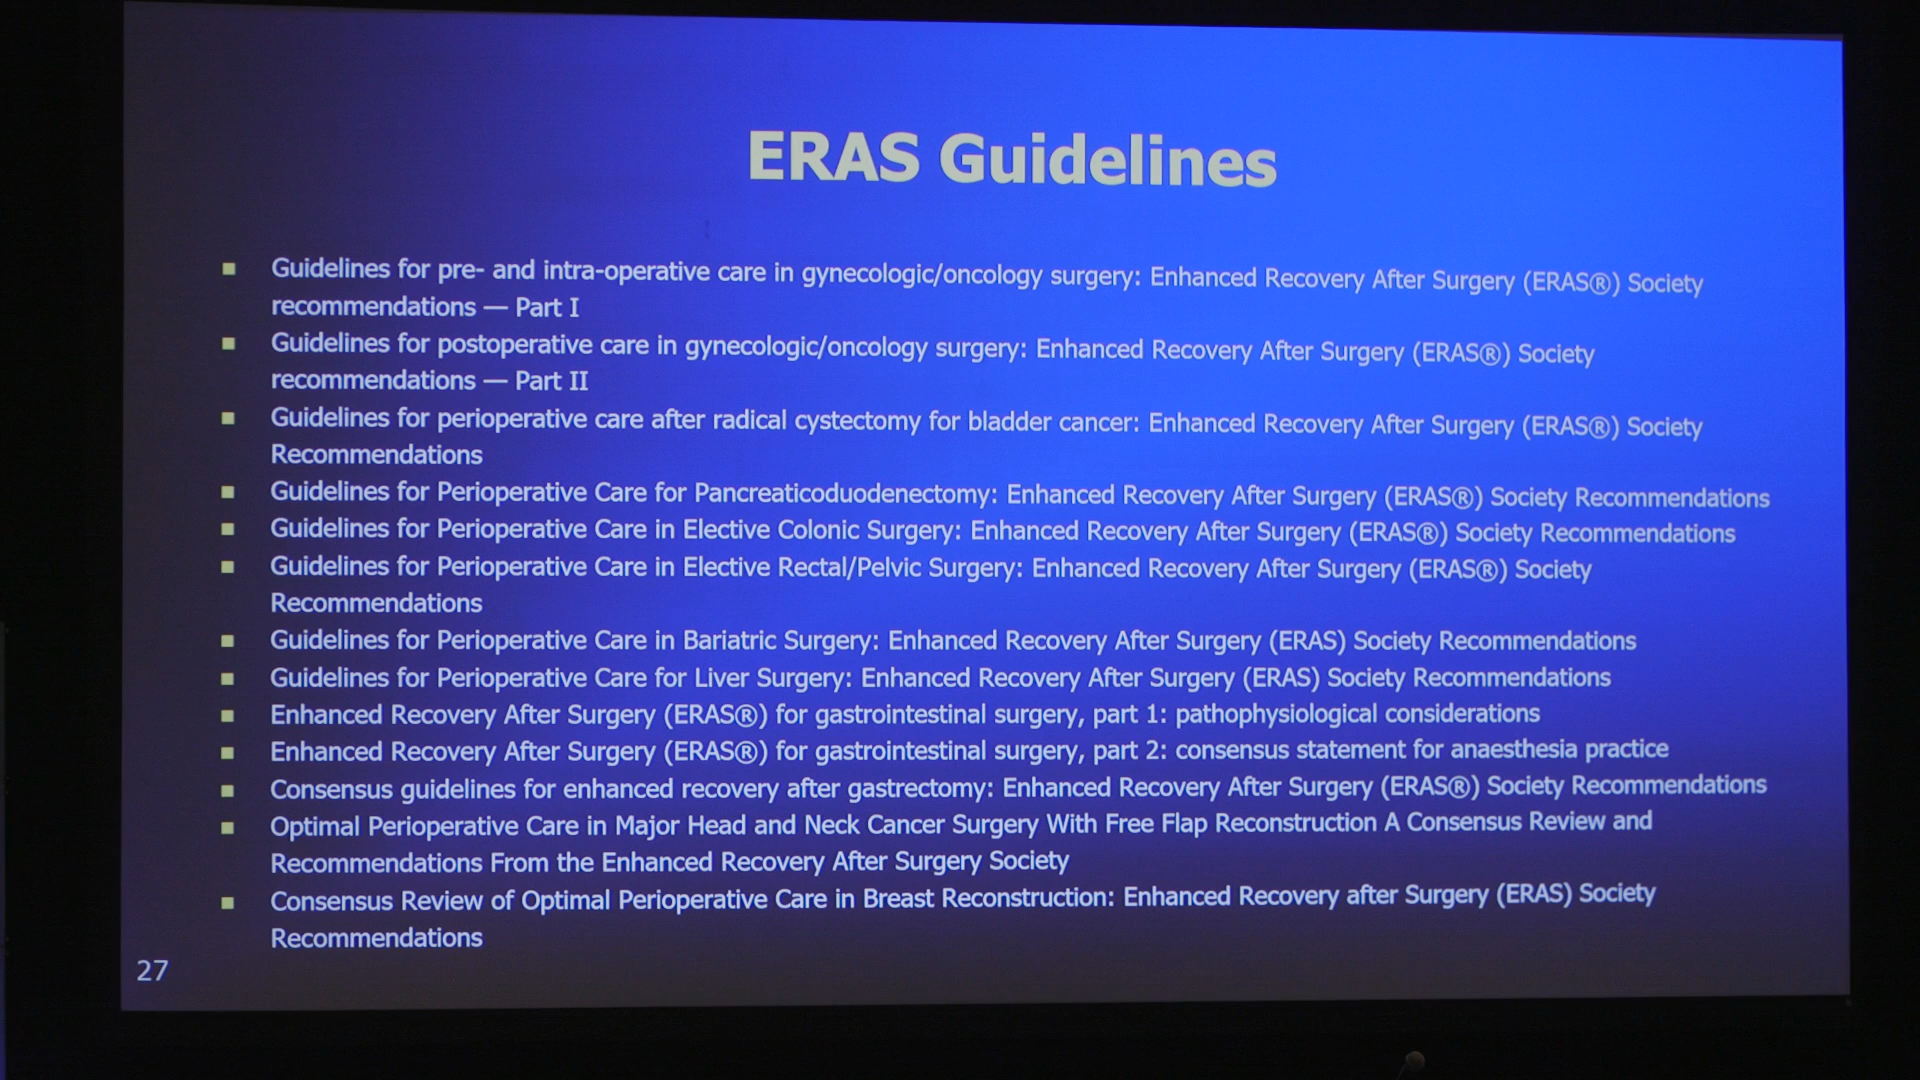 ERAS Guidelines
Guidelines for pre- and intra-operative care in gynecologic/oncology surgery: Enhanced Recovery After Surgery (ERAS®) Society
recommendations — Part I
Guidelines for postoperative care in gynecologic/oncology surgery: Enhanced Recovery After Surgery (ERAS®) Society
recommendations — Part II
Guidelines for perioperative care after radical cystectomy for bladder cancer: Enhanced Recovery After Surgery (ERAS®) Society
Recommendations
Guidelines for Perioperative Care for Pancreaticoduodenectomy: Enhanced Recovery After Surgery (ERAS®) Society Recommendations
Guidelines for Perioperative Care in Elective Colonic Surgery: Enhanced Recovery After Surgery (ERAS®) Society Recommendations
Guidelines for Perioperative Care in Elective Rectal/Pelvic Surgery: Enhanced Recovery After Surgery (ERAS®) Society
Recommendations
Guidelines for Perioperative Care in Bariatric Surgery: Enhanced Recovery After Surgery (ERAS) Society Recommendations
Guidelines for Perioperative Care for Liver Surgery: Enhanced Recovery After Surgery (ERAS) Society Recommendations
Enhanced Recovery After Surgery (ERAS®) for gastrointestinal surgery, part 1: pathophysiological considerations
Enhanced Recovery After Surgery (ERAS®) for gastrointestinal surgery, part 2: consensus statement for anaesthesia practice
Consensus guidelines for enhanced recovery after gastrectomy: Enhanced Recovery After Surgery (ERAS®) Society Recommendations
Optimal Perioperative Care in Major Head and Neck Cancer Surgery With Free Flap Reconstruction A Consensus Review and
Recommendations From the Enhanced Recovery After Surgery Society
Consensus Review of Optimal Perioperative Care in Breast Reconstruction: Enhanced Recovery after Surgery (ERAS) Society
Recommendations
27